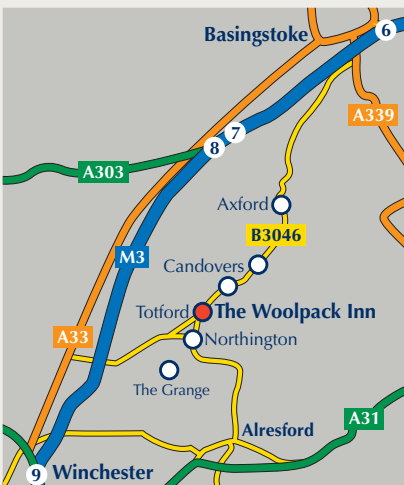 Basingstoke
6
A339
7
8
A303
Axford
B3046
M3
Candovers
Totford The Woolpack Inn
A33
Northington
The Grange
A31
Alresford
9 Winchester